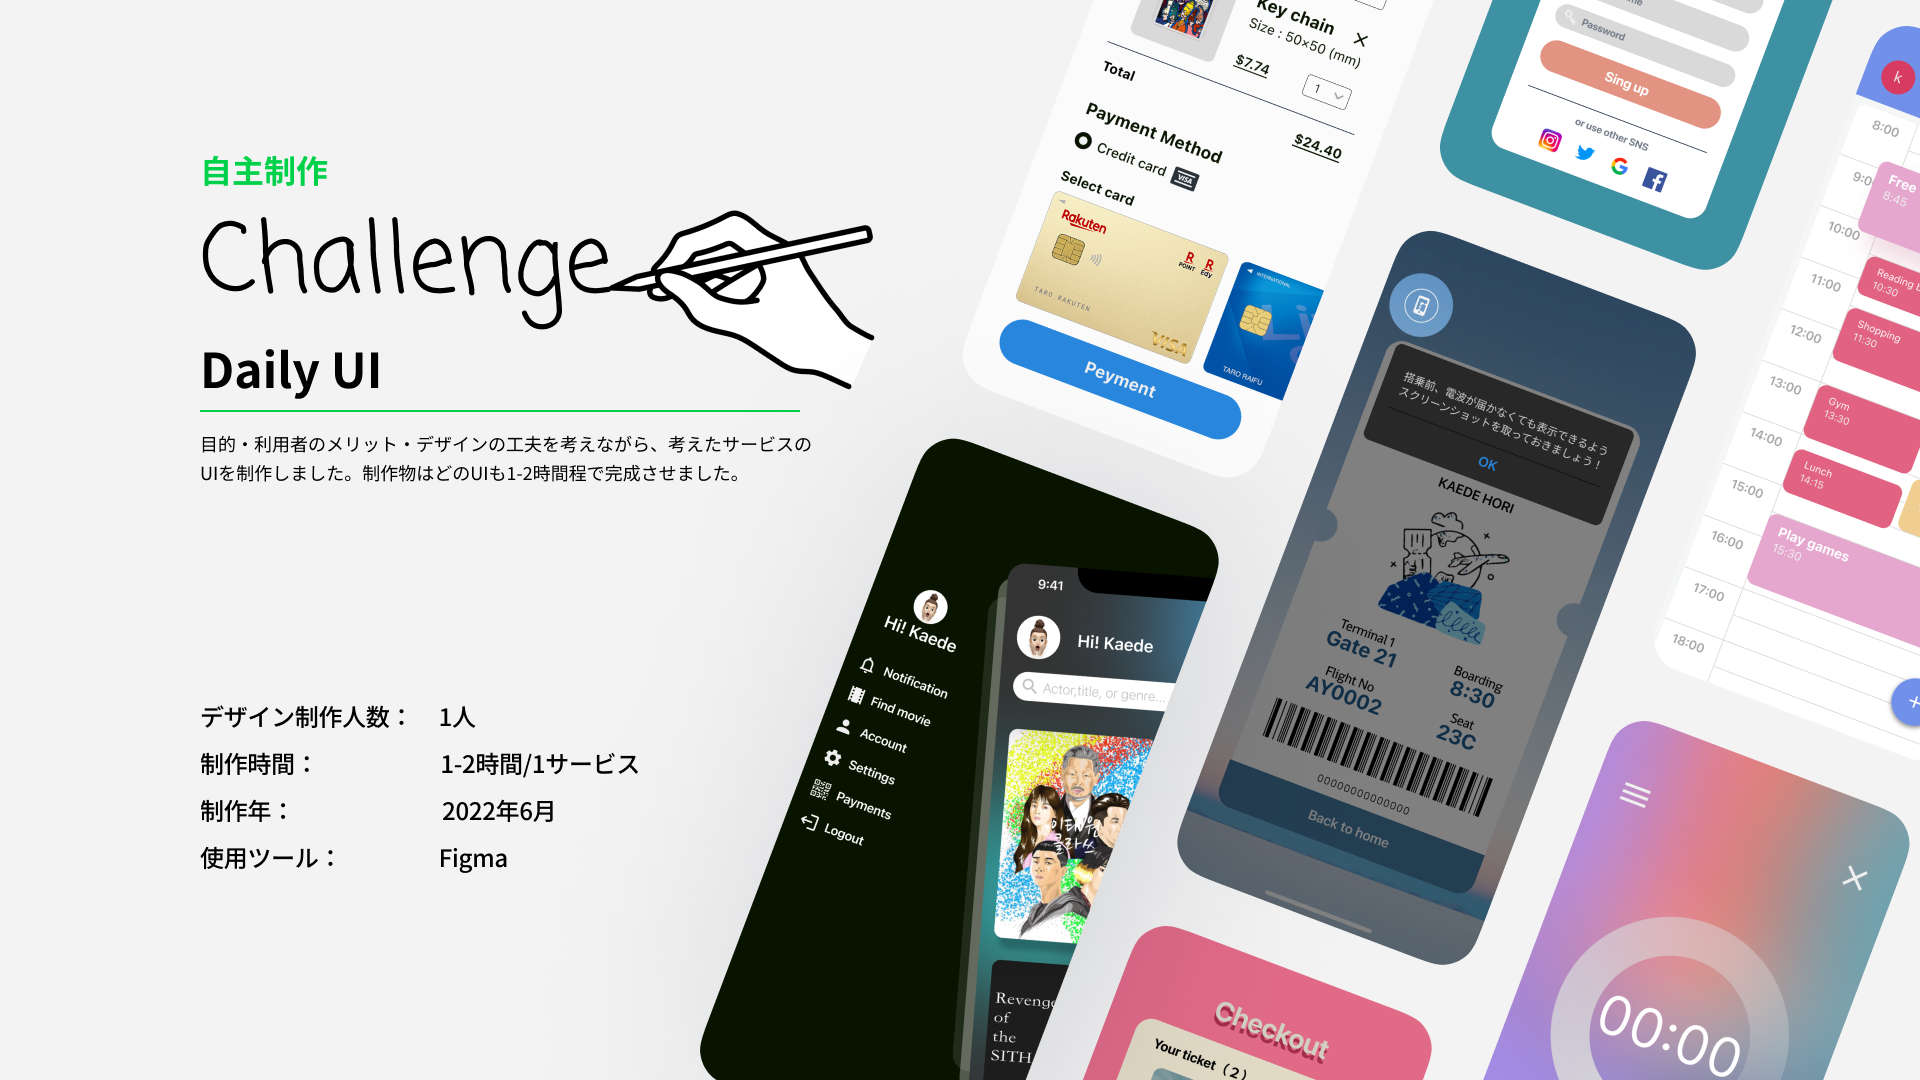 自主制作
Challenge
Daily UI
目的・利用者のメリット・デザインの工夫を考えながら、考えたサービスの
UIを制作しました。制作物はどのUIも1-2時間程で完成させました。
デザイン制作人数： 1人
制作時間： 1-2時間/1サービス
制作年： 2022年6月
使用ツール： Figma
Key chain
Size : 50×50 (mm)
$7.74
1
Total
$24.40
Payment Method
Credit card
VISA
Select card
Rakuten
R POINT
R Edy
TARO RAKUTEN
VISA
INTERNATIONAL
TARO RAIFU
Peyment
Password
Sing up
or use other SNS
k
8:00
9:00
10:00
11:00
12:00
13:00
14:00
15:00
16:00
17:00
18:00
Free
8:45
Reading
10:30
Shopping
11:30
Gym
13:30
Lunch
14:15
Play games
15:30
搭乗前、電波が届かなくても表示できるよう
スクリーンショットを取っておきましょう！
OK
KAEDE HORI
Terminal 1
Gate 21
Boarding
8:30
Flight No
AY0002
Seat
23C
00000000000000
Back to home
Hi! Kaede
Notification
Find movie
Account
Settings
Payments
Logout
9:41
Hi! Kaede
Actor,title, or genre...
이태원
클라쓰
Revenge
of
the
SITH
Checkout
Your ticket（2）
00:00